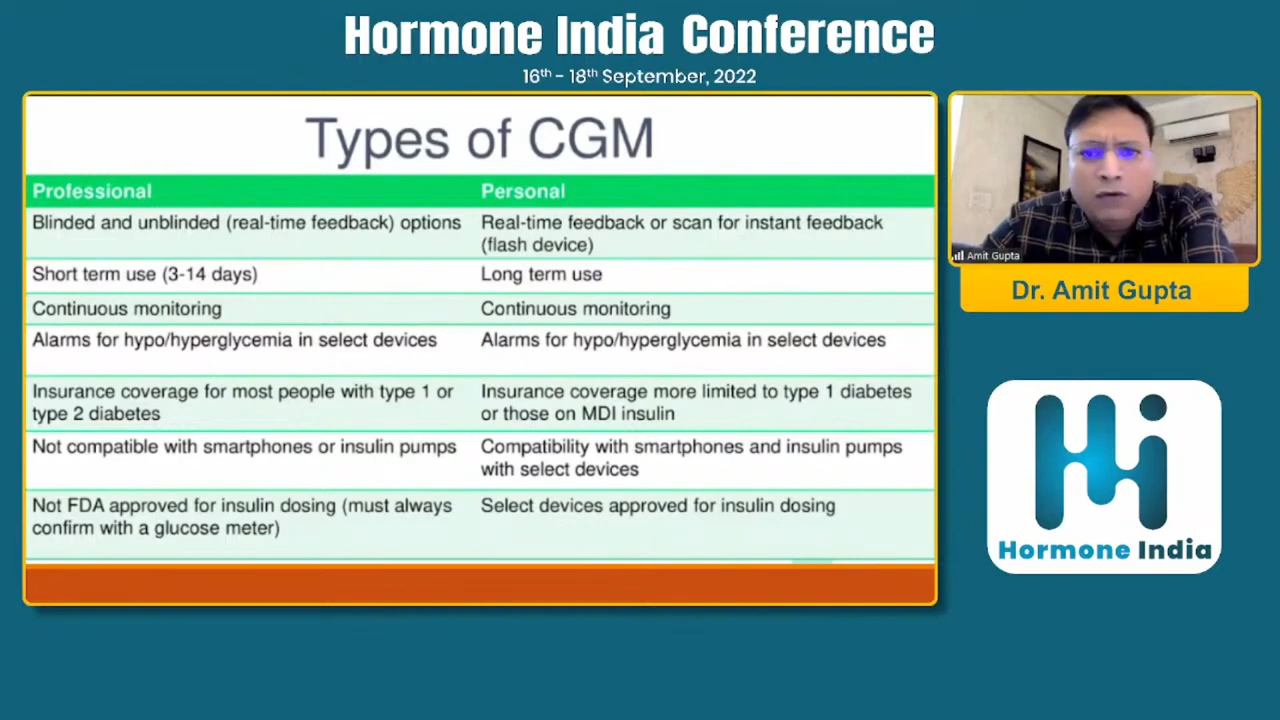 Hormone India Conference
16th - 18th September, 2022
Types of CGM
Professional Personal
Blinded and unblinded (real-time feedback) options Real-time feedback or scan for instant feedback
(flash device)
Short term use (3-14 days) Long term use
Continuous monitoring Continuous monitoring
Alarms for hypo/hyperglycemia in select devices Alarms for hypo/hyperglycemia in select devices
Insurance coverage for most people with type 1 or Insurance coverage more limited to type 1 diabetes
type 2 diabetes or those on MDI insulin
Not compatible with smartphones or insulin pumps Compatibility with smartphones and insulin pumps
with select devices
Not FDA approved for insulin dosing (must always Select devices approved for insulin dosing
confirm with a glucose meter)
Amit Gupta
Dr. Amit Gupta
Hi
Hormone India